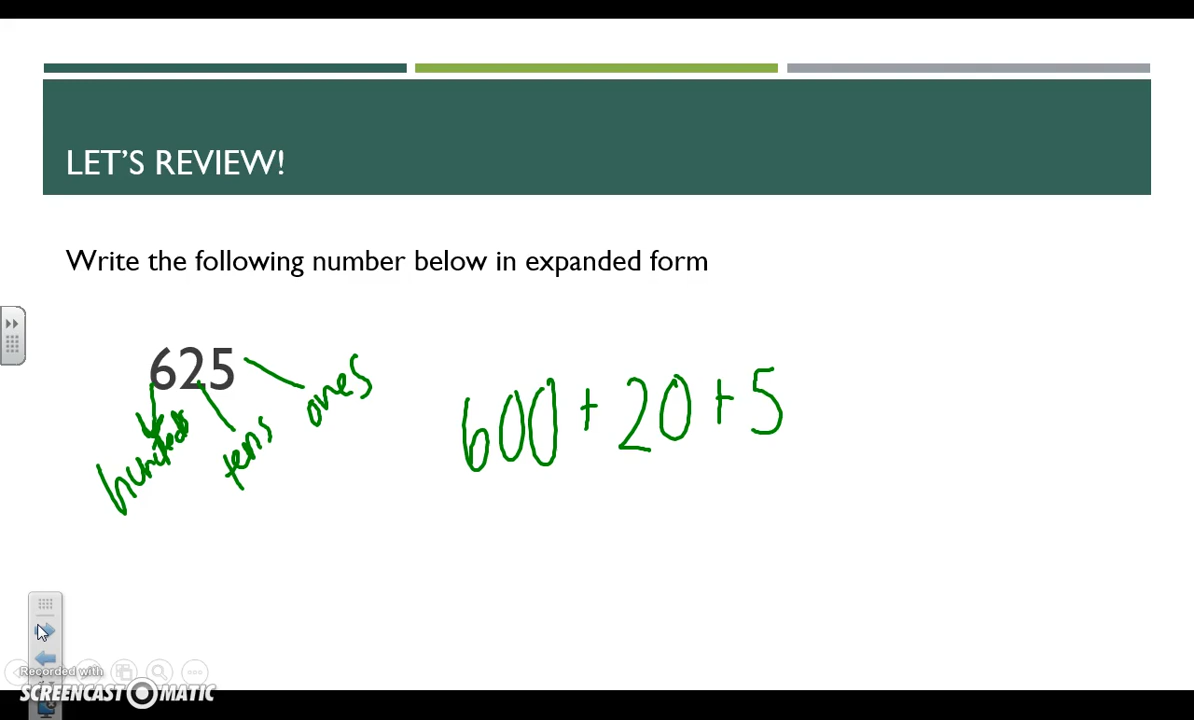 LET'S REVIEW!
Write the following number below in expanded form
625
ones
tens
600 + 20 + 5
Recorded with
SCREENCAST MATIC